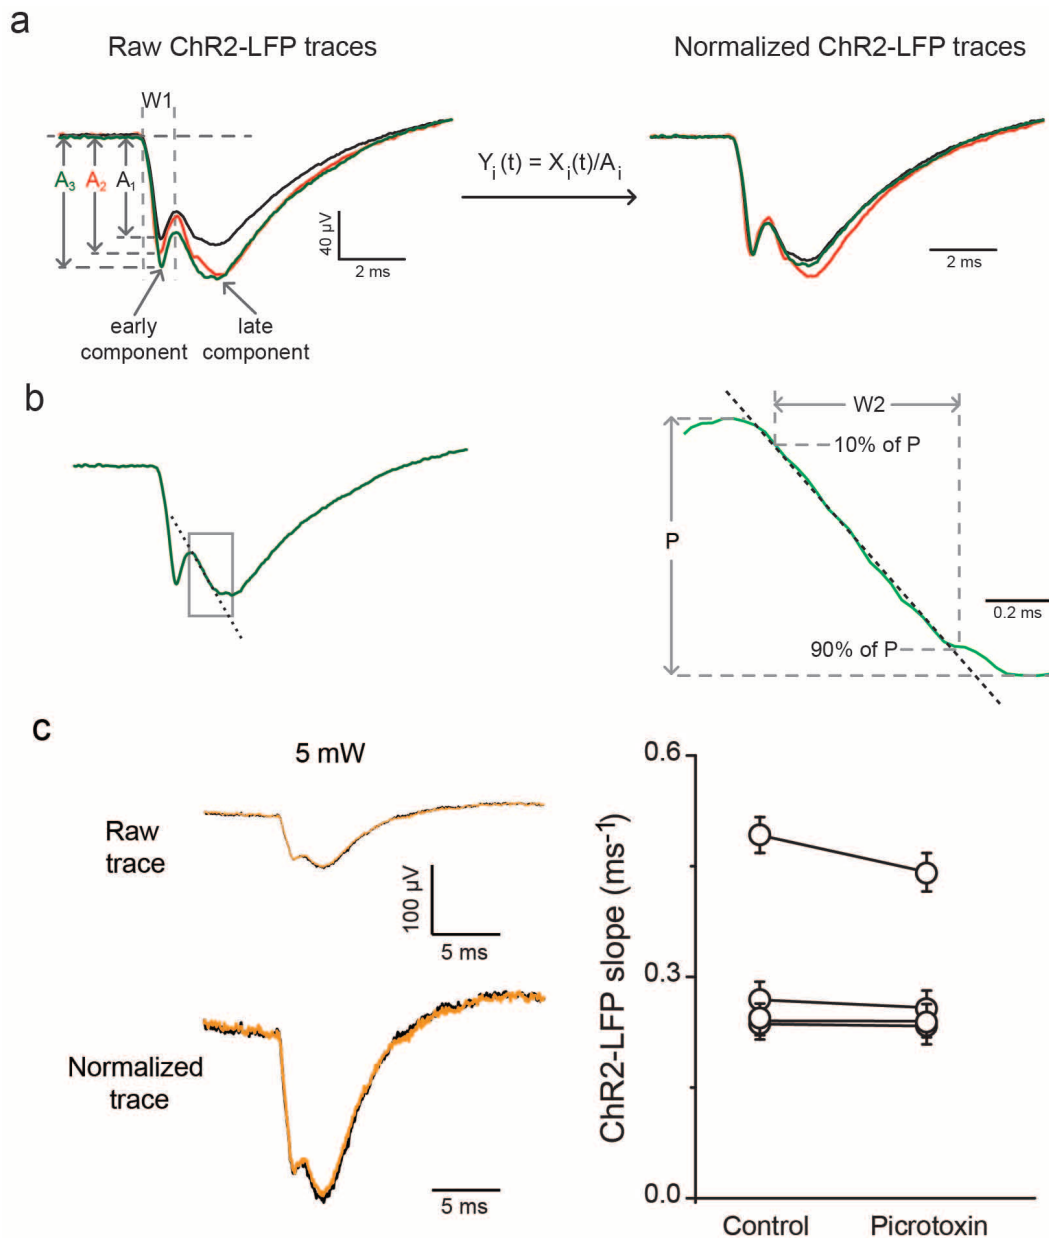 a
Raw ChR2-LFP traces
Normalized ChR2-LFP traces
W1
A3 A2 A1
Yi(t) = Xi(t)/Ai
40 μV
2 ms
2 ms
early component
late component
b
W2
10% of P
P
90% of P
0.2 ms
c
5 mW
Raw trace
100 μV
5 ms
Normalized trace
5 ms
ChR2-LFP slope (ms-1)
0.6
0.3
0.0
Control
Picrotoxin